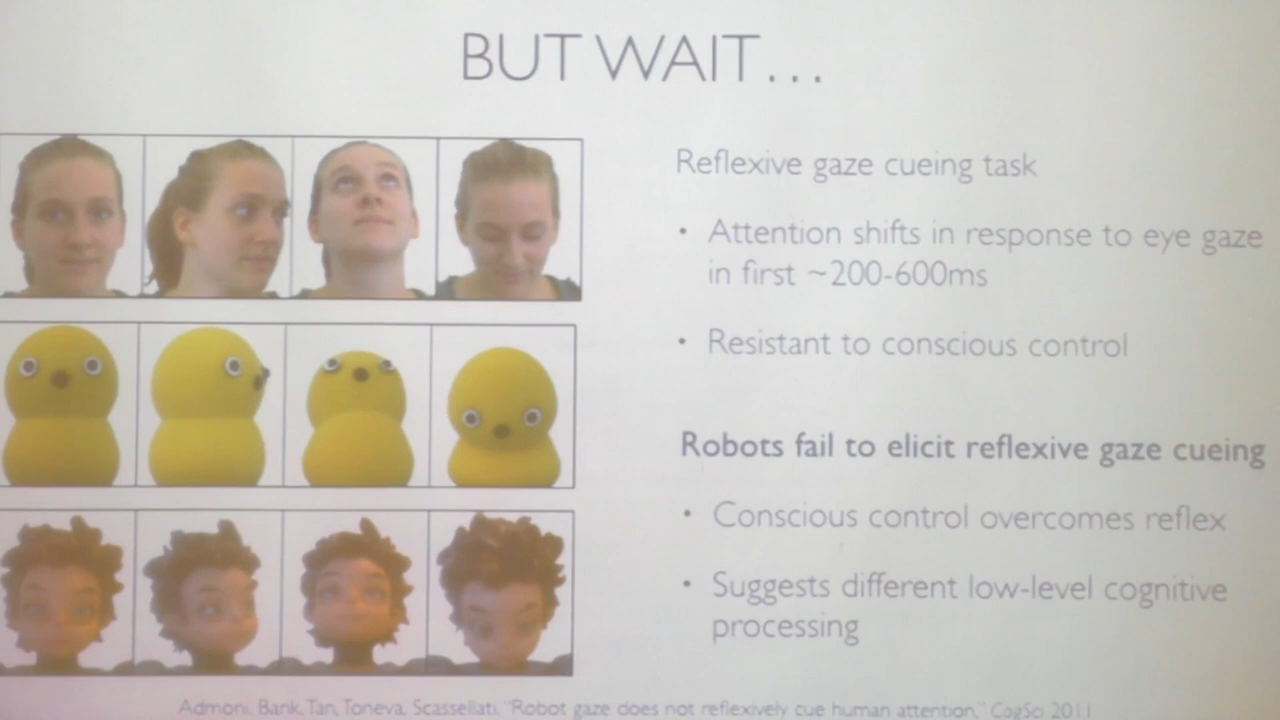 BUT WAIT...
Reflexive gaze cueing task
• Attention shifts in response to eye gaze
in first ~200-600ms
• Resistant to conscious control
Robots fail to elicit reflexive gaze cueing
• Conscious control overcomes reflex
• Suggests different low-level cognitive
processing
Admoni, Bank, Tan, Toneva, Scassellati. "Robot gaze does not reflexively cue human attention." CogSci 2011